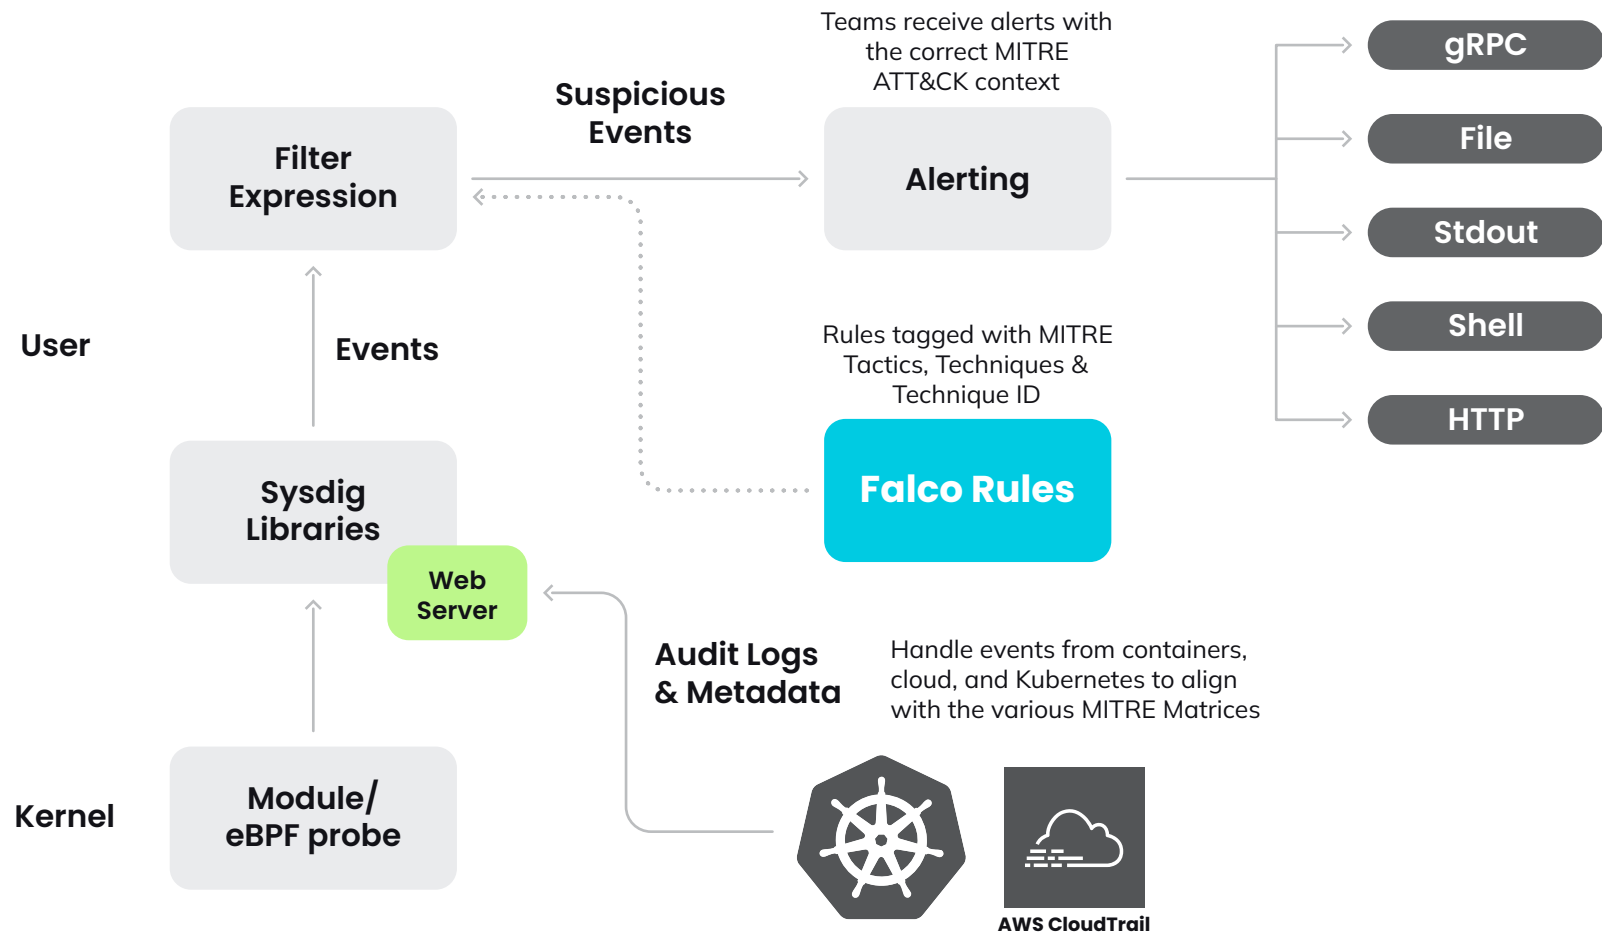 Teams receive alerts with
the correct MITRE
ATT&CK context
gRPC
Suspicious
Events
File
Filter
Expression
Alerting
Stdout
User
Events
Rules tagged with MITRE
Tactics, Techniques &
Technique ID
Shell
HTTP
Sysdig
Libraries
Falco Rules
Web
Server
Audit Logs
& Metadata
Handle events from containers,
cloud, and Kubernetes to align
with the various MITRE Matrices
Kernel
Module/
eBPF probe
AWS CloudTrail